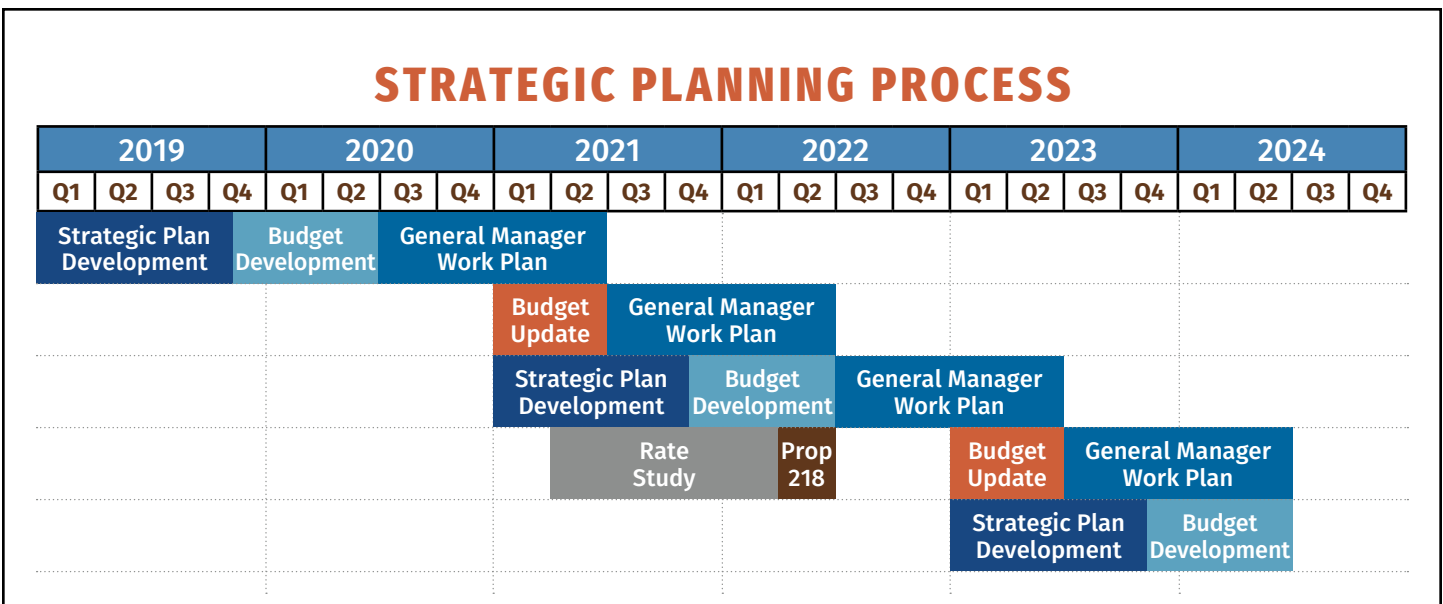 STRATEGIC PLANNING PROCESS
2019 2020 2021 2022 2023 2024
Q1 Q2 Q3 Q4 Q1 Q2 Q3 Q4 Q1 Q2 Q3 Q4 Q1 Q2 Q3 Q4 Q1 Q2 Q3 Q4 Q1 Q2 Q3 Q4
Strategic Plan
Development
Budget
Development
General Manager
Work Plan
Budget
Update
General Manager
Work Plan
Strategic Plan
Development
Budget
Development
General Manager
Work Plan
Rate
Study
Prop
218
Budget
Update
General Manager
Work Plan
Strategic Plan
Development
Budget
Development